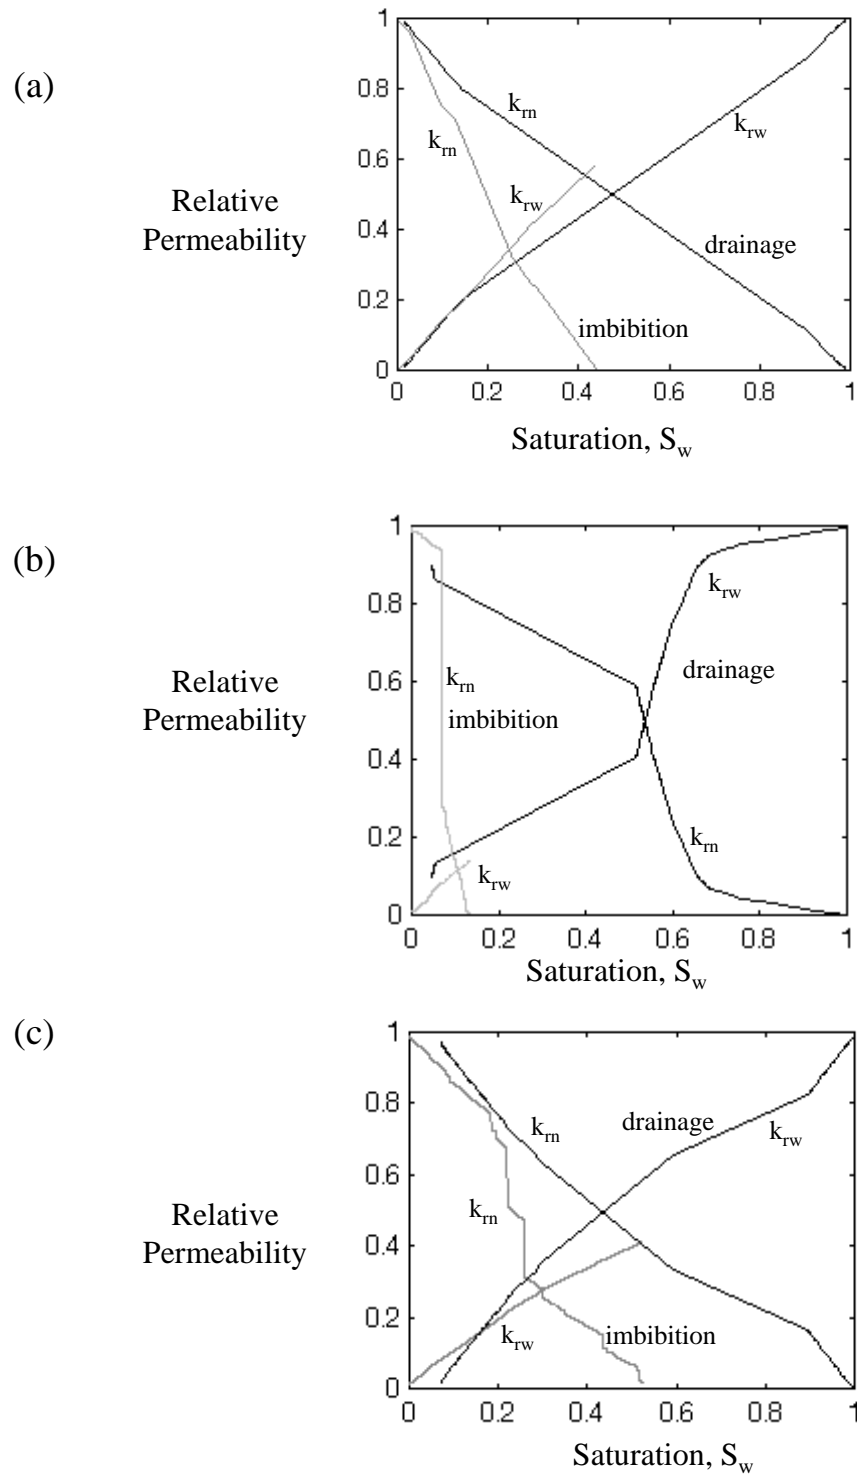 (a)
1
0.8
0.6
0.4
0.2
0
k_rn
k_rn
k_rw
k_rw
Relative
Permeability
drainage
imbibition
0 0.2 0.4 0.6 0.8 1
Saturation, S_w
(b)
1
0.8
0.6
0.4
0.2
0
k_rw
drainage
k_rn
imbibition
Relative
Permeability
k_rn
k_rw
0 0.2 0.4 0.6 0.8 1
Saturation, S_w
(c)
1
0.8
0.6
0.4
0.2
0
drainage
k_rn
k_rw
k_rn
Relative
Permeability
k_rw
imbibition
0 0.2 0.4 0.6 0.8 1
Saturation, S_w